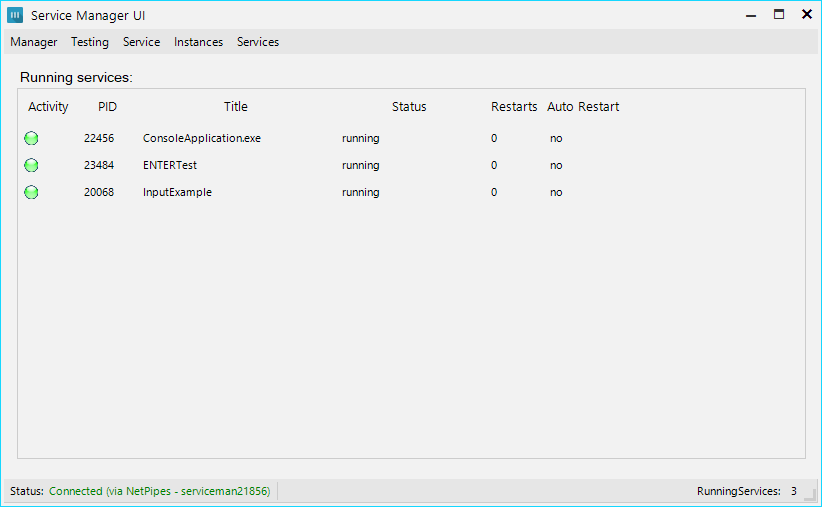 Service Manager UI
Manager Testing Service Instances Services
Running services:
Activity PID Title Status Restarts Auto Restart
22456 ConsoleApplication.exe running 0 no
23484 ENTERTest running 0 no
20068 InputExample running 0 no
Status: Connected (via NetPipes - serviceman21856) RunningServices: 3